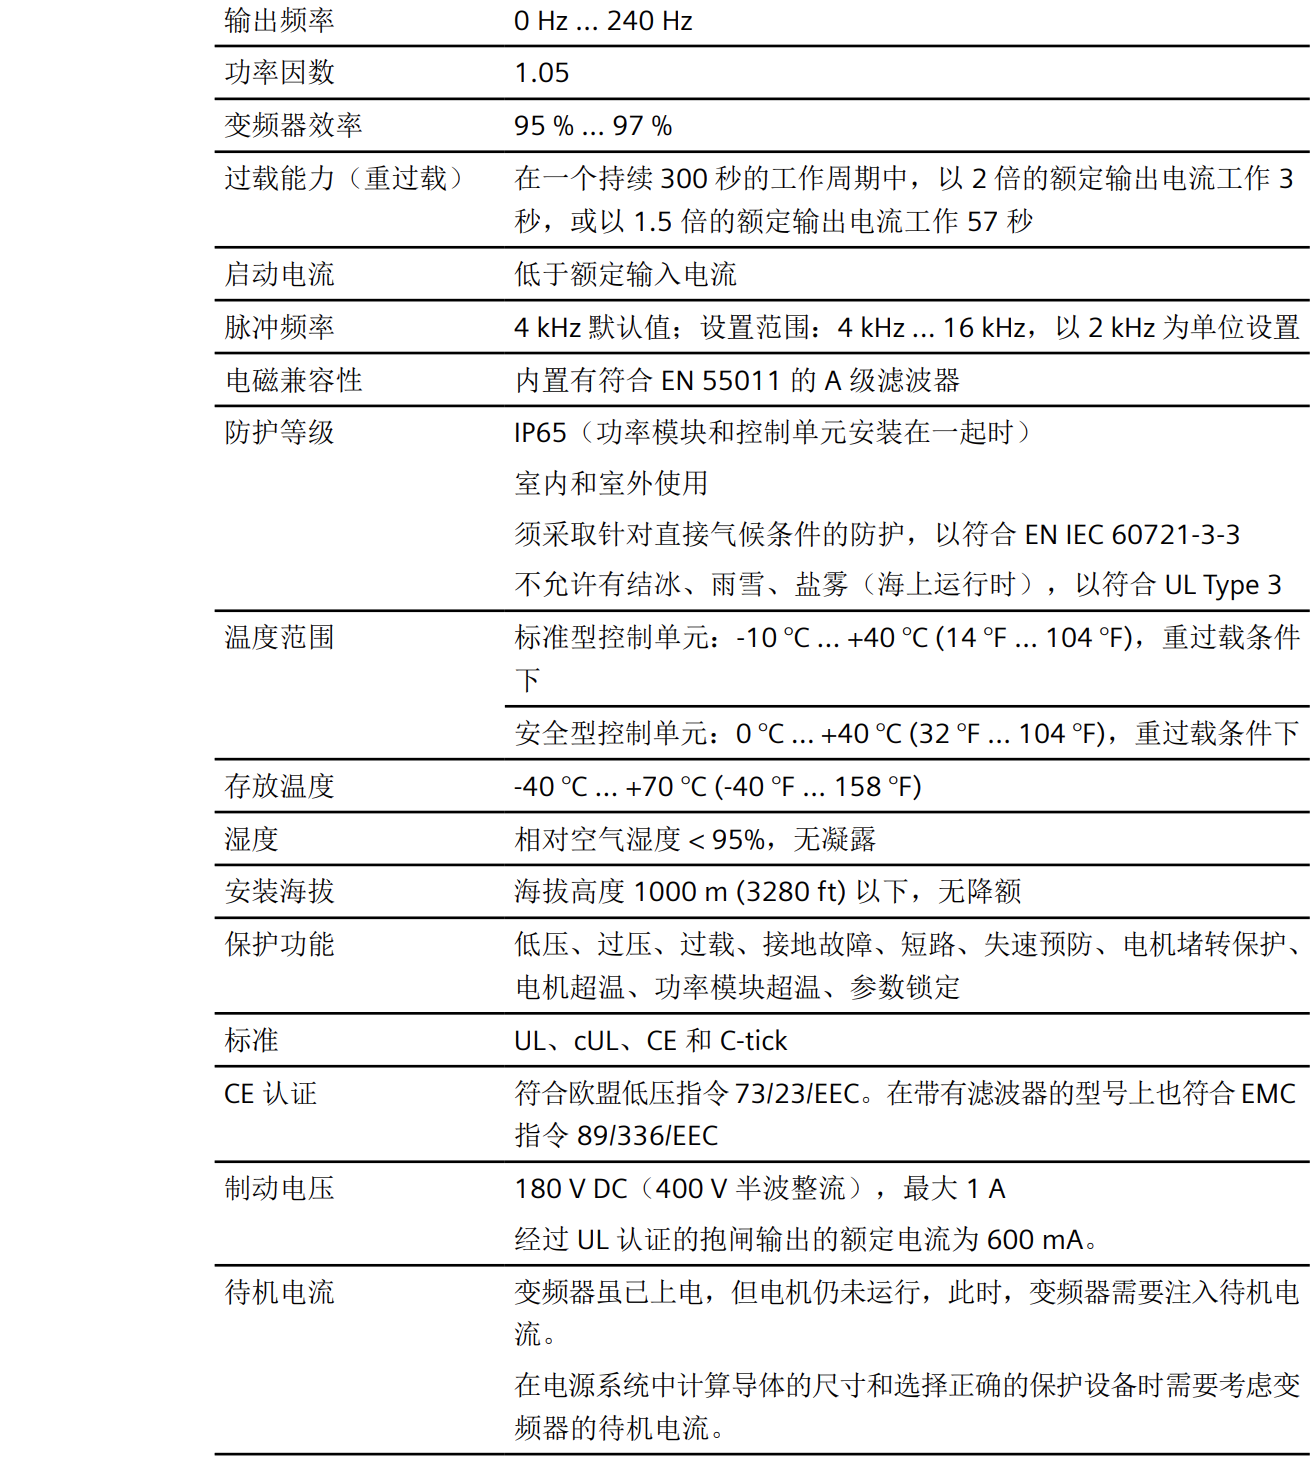 输出频率 0 Hz ... 240 Hz
功率因数 1.05
变频器效率 95 % ... 97 %
过载能力（重过载） 在一个持续 300 秒的工作周期中，以 2 倍的额定输出电流工作 3
秒，或以 1.5 倍的额定输出电流工作 57 秒
启动电流 低于额定输入电流
脉冲频率 4 kHz 默认值；设置范围：4 kHz ... 16 kHz，以 2 kHz 为单位设置
电磁兼容性 内置有符合 EN 55011 的 A 级滤波器
防护等级 IP65（功率模块和控制单元安装在一起时）
室内和室外使用
须采取针对直接气候条件的防护，以符合 EN IEC 60721-3-3
不允许有结冰、雨雪、盐雾（海上运行时），以符合 UL Type 3
温度范围 标准型控制单元：-10 °C ... +40 °C (14 °F ... 104 °F)，重过载条件
下
安全型控制单元：0 °C ... +40 °C (32 °F ... 104 °F)，重过载条件下
存放温度 -40 °C ... +70 °C (-40 °F ... 158 °F)
湿度 相对空气湿度 < 95%，无凝露
安装海拔 海拔高度 1000 m (3280 ft) 以下，无降额
保护功能 低压、过压、过载、接地故障、短路、失速预防、电机堵转保护、
电机超温、功率模块超温、参数锁定
标准 UL、cUL、CE 和 C-tick
CE 认证 符合欧盟低压指令 73/23/EEC。在带有滤波器的型号上也符合 EMC
指令 89/336/EEC
制动电压 180 V DC（400 V 半波整流），最大 1 A
经过 UL 认证的抱闸输出的额定电流为 600 mA。
待机电流 变频器虽已上电，但电机仍未运行，此时，变频器需要注入待机电
流。
在电源系统中计算导体的尺寸和选择正确的保护设备时需要考虑变
频器的待机电流。